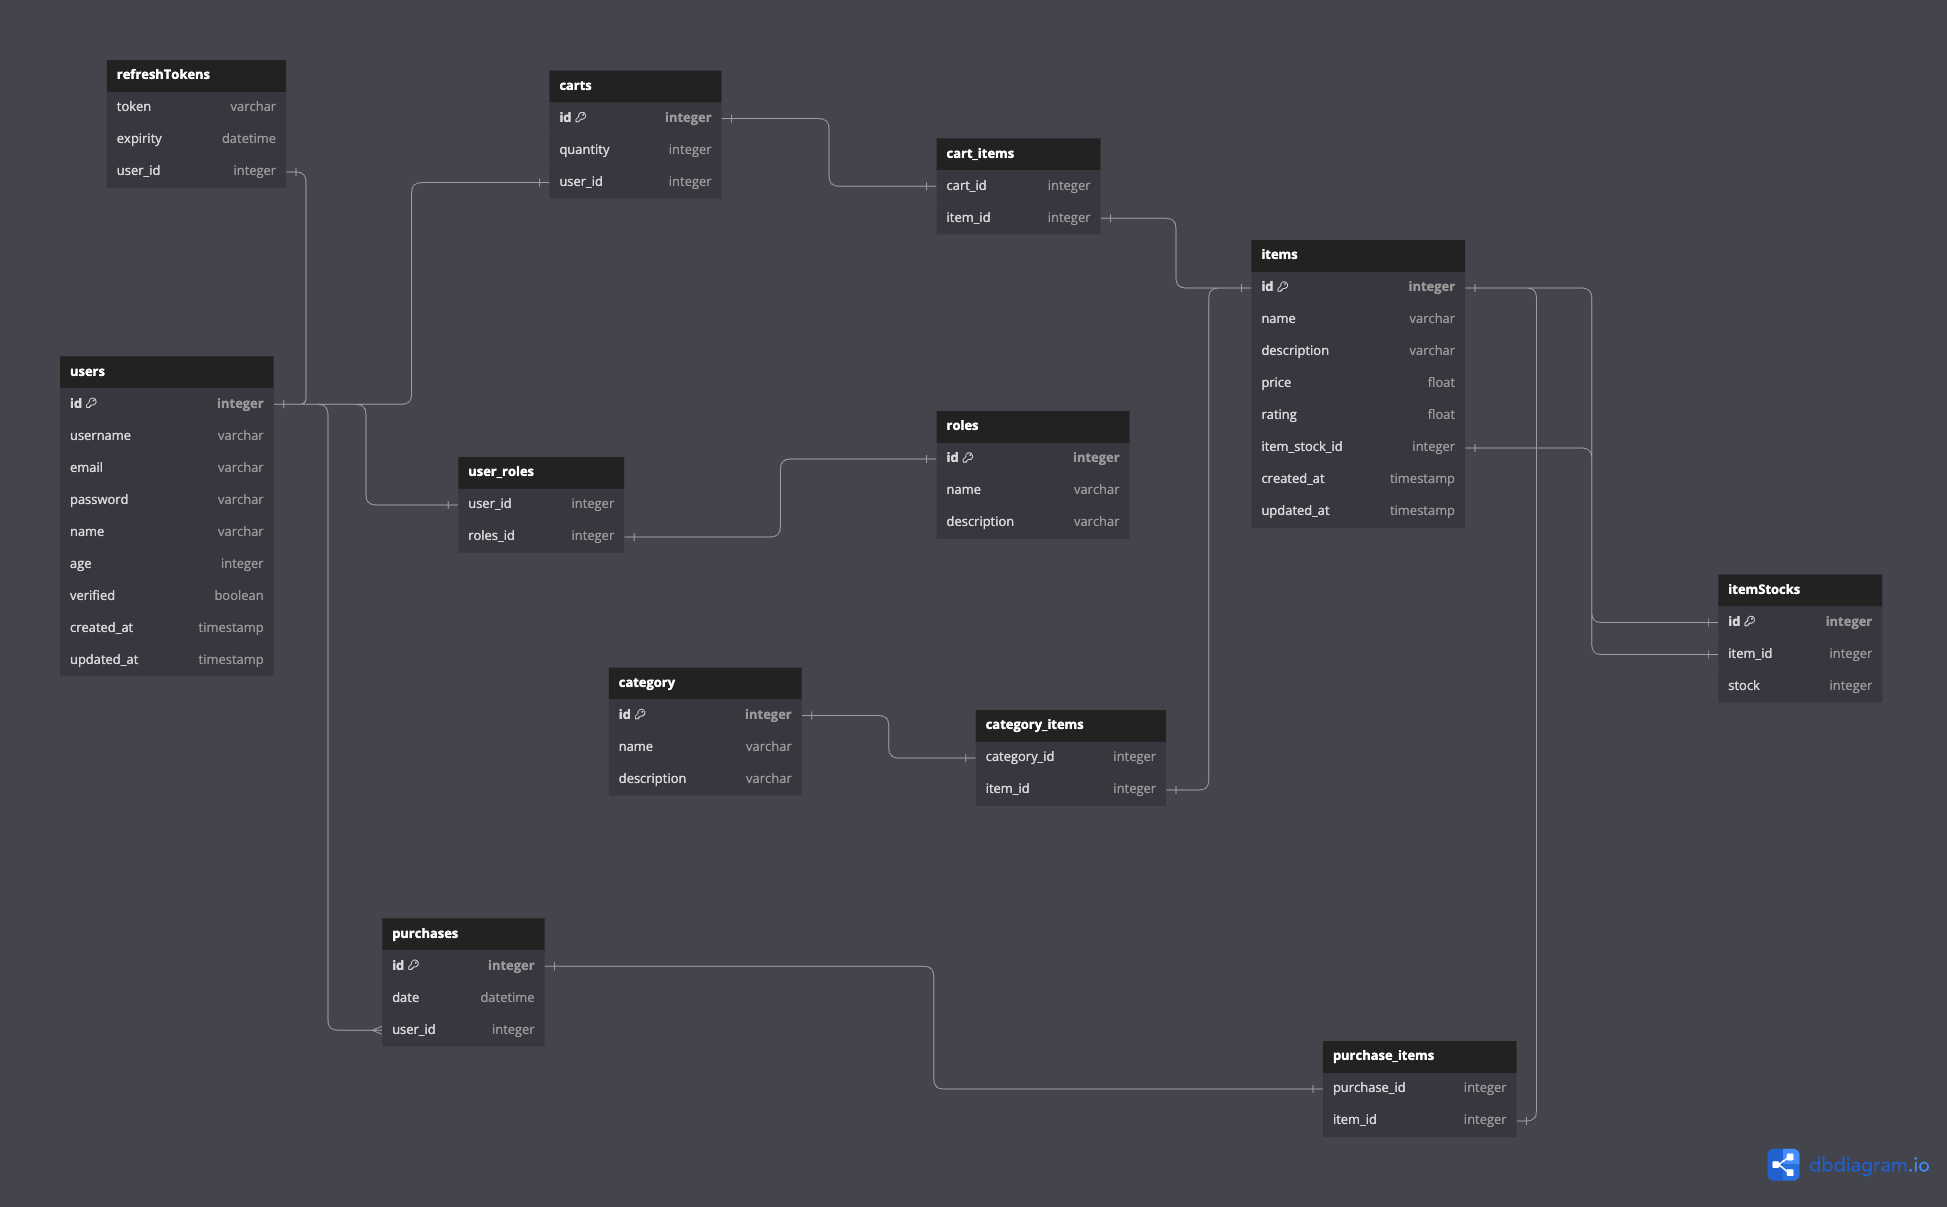 refreshTokens
token varchar
expirity datetime
user_id integer
carts
id integer
quantity integer
user_id integer
cart_items
cart_id integer
item_id integer
items
id integer
name varchar
description varchar
price float
rating float
item_stock_id integer
created_at timestamp
updated_at timestamp
users
id integer
username varchar
email varchar
password varchar
name varchar
age integer
verified boolean
created_at timestamp
updated_at timestamp
user_roles
user_id integer
roles_id integer
roles
id integer
name varchar
description varchar
itemStocks
id integer
item_id integer
stock integer
category
id integer
name varchar
description varchar
category_items
category_id integer
item_id integer
purchases
id integer
date datetime
user_id integer
purchase_items
purchase_id integer
item_id integer
dbdiagram.io